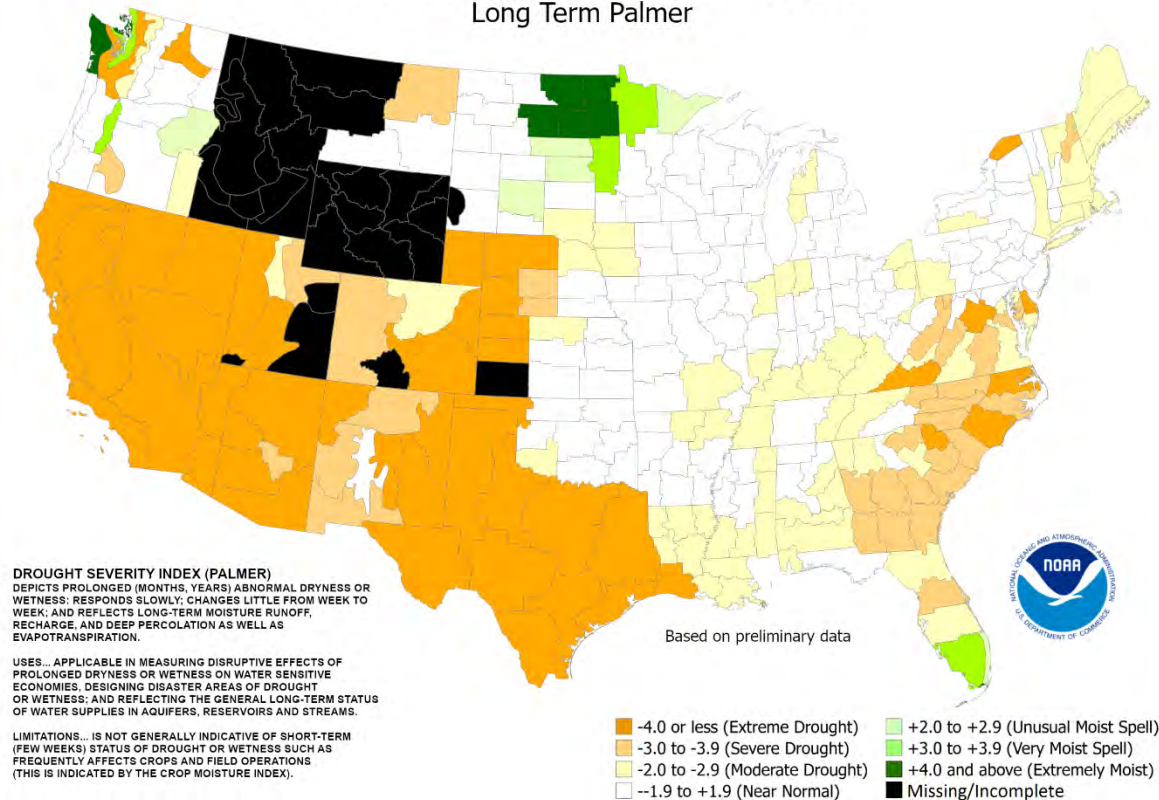 Long Term Palmer
DROUGHT SEVERITY INDEX (PALMER)
DEPICTS PROLONGED (MONTHS, YEARS) ABNORMAL DRYNESS OR
WETNESS: RESPONDS SLOWLY; CHANGES LITTLE FROM WEEK TO
WEEK; AND REFLECTS LONG-TERM MOISTURE RUNOFF,
RECHARGE, AND DEEP PERCOLATION AS WELL AS
EVAPOTRANSPIRATION.
USES... APPLICABLE IN MEASURING DISRUPTIVE EFFECTS OF
PROLONGED DRYNESS OR WETNESS ON WATER SENSITIVE
ECONOMIES, DESIGNING DISASTER AREAS OF DROUGHT
OR WETNESS; AND REFLECTING THE GENERAL LONG-TERM STATUS
OF WATER SUPPLIES IN AQUIFERS, RESERVOIRS AND STREAMS.
LIMITATIONS... IS NOT GENERALLY INDICATIVE OF SHORT-TERM
(FEW WEEKS) STATUS OF DROUGHT OR WETNESS SUCH AS
FREQUENTLY AFFECTS CROPS AND FIELD OPERATIONS
(THIS IS INDICATED BY THE CROP MOISTURE INDEX).
NATIONAL OCEANIC AND ATMOSPHERIC ADMINISTRATION
NOAA
U.S. DEPARTMENT OF COMMERCE
Based on preliminary data
-4.0 or less (Extreme Drought)
-3.0 to -3.9 (Severe Drought)
-2.0 to -2.9 (Moderate Drought)
--1.9 to +1.9 (Near Normal)
+2.0 to +2.9 (Unusual Moist Spell)
+3.0 to +3.9 (Very Moist Spell)
+4.0 and above (Extremely Moist)
Missing/Incomplete